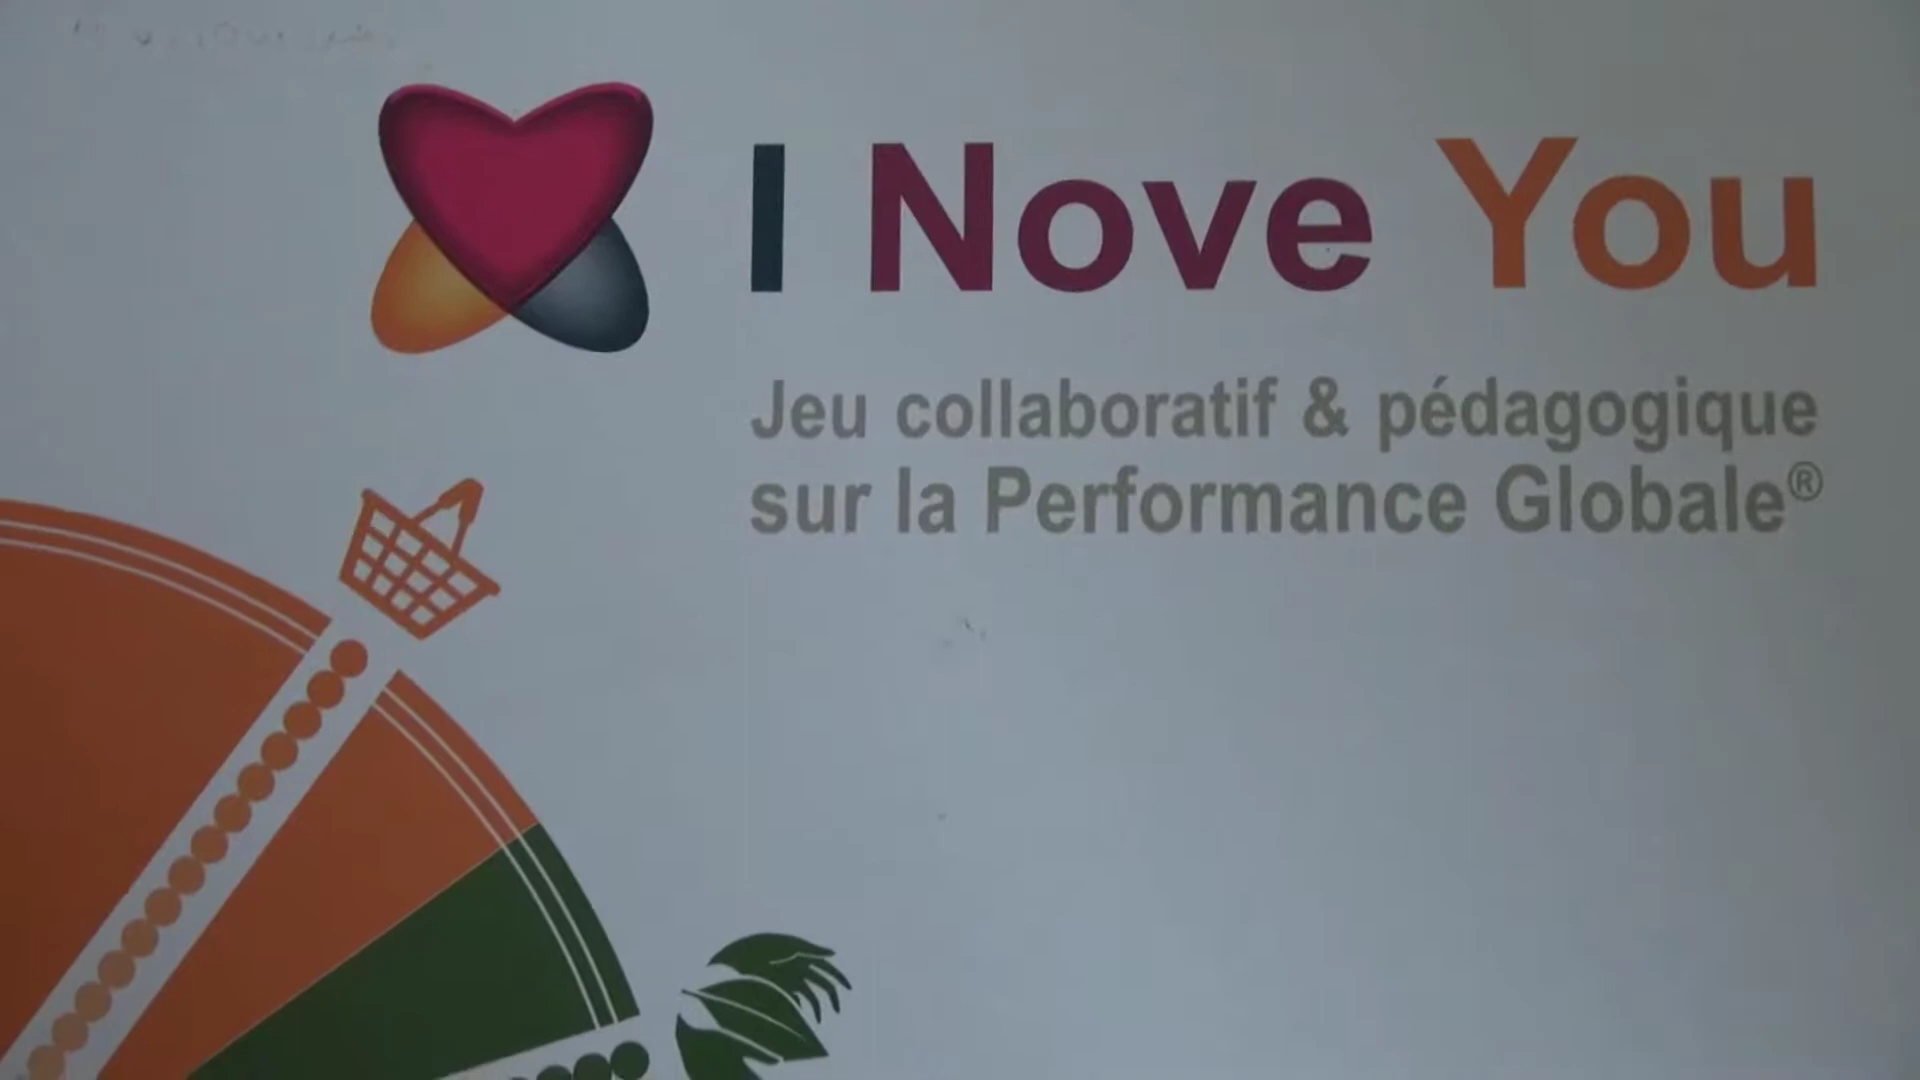 I Nove You
Jeu collaboratif & pédagogique
sur la Performance Globale®